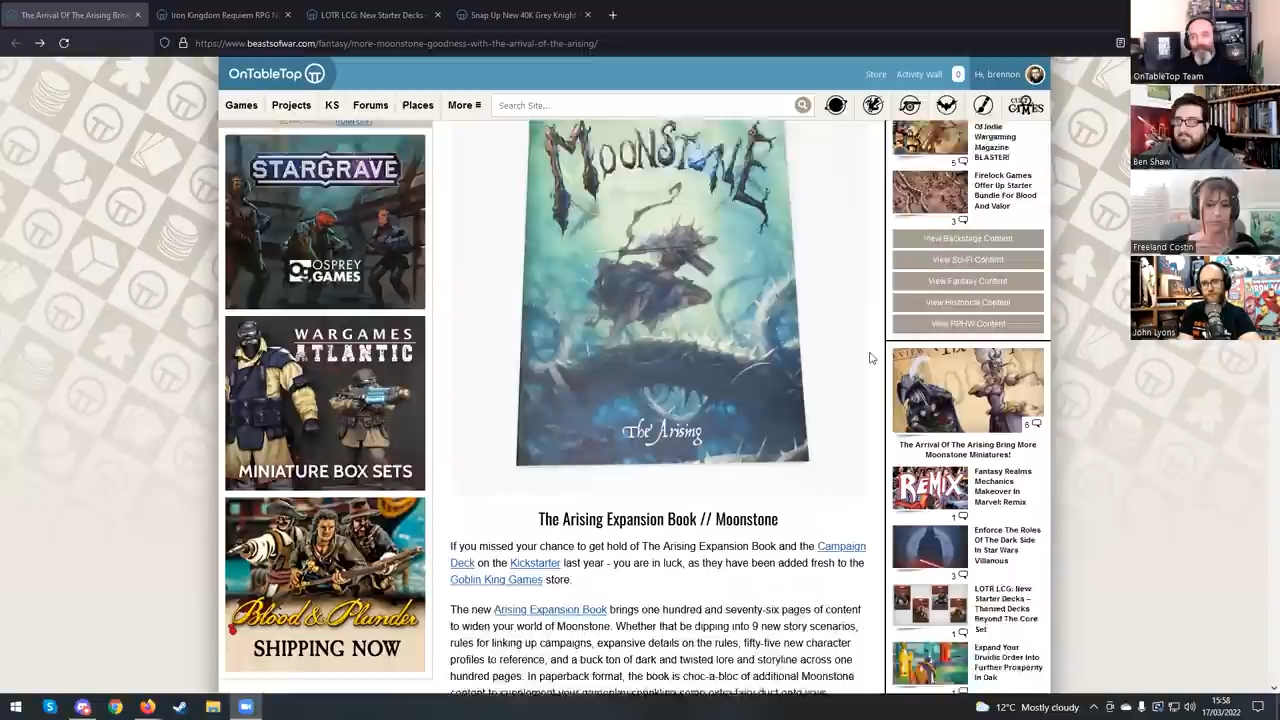 The Arrival Of The Arising Brin
Iron Kingdom Requiem RPG N
LOTR LCG: New Starter Decks -
Snap Up New 40K Grey Knight
https://www.beastsofwar.com/fantasy/more-moonstone-goodness-with-the-arrival-of-the-arising/
OnTableTop
Store
Activity Wall
0
Hi, brennon
Games
Projects
KS
Forums
Places
More
Search Site...
CULT OF GAMES
STARGRAVE
OSPREY
GAMES
WARGAMES
ATLANTIC
MINIATURE BOX SETS
Blood & Plunder
SHIPPING NOW
MOONSTONE
The Arising
The Arising Expansion Book // Moonstone
If you missed your chance to get hold of The Arising Expansion Book and the Campaign
Deck on the Kickstarter last year - you are in luck, as they have been added fresh to the
Goblin King Games store.
The new Arising Expansion Book brings one hundred and seventy-six pages of content
to widen your world of Moonstone. Whether that be dipping into 9 new story scenarios,
rules for linking up campaigns, expansive details on the rules, fifty-five new character
profiles to reference, and a buck ton of dark and twisted lore and storyline across one
hundred pages. In paperback format, the book is choc-a-bloc of additional Moonstone
Of Indie
Wargaming
Magazine
BLASTER!
5
Firelock Games
Offer Up Starter
Bundle For Blood
And Valor
3
View Backstage Content
View Sci-Fi Content
View Fantasy Content
View Historical Content
View PPHW Content
6
The Arrival Of The Arising Bring More
Moonstone Miniatures!
REMIX
Fantasy Realms
Mechanics
Makeover In
Marvel: Remix
1
Enforce The Roles
Of The Dark Side
In Star Wars
Villanous
3
LOTR LCG: New
Starter Decks –
Themed Decks
Beyond The Core
Set
1
Expand Your
Druidic Order Into
Further Prosperity
In Oak
OnTableTop Team
Ben Shaw
Freeland Costin
John Lyons
12°C Mostly cloudy
15:58
17/03/2022